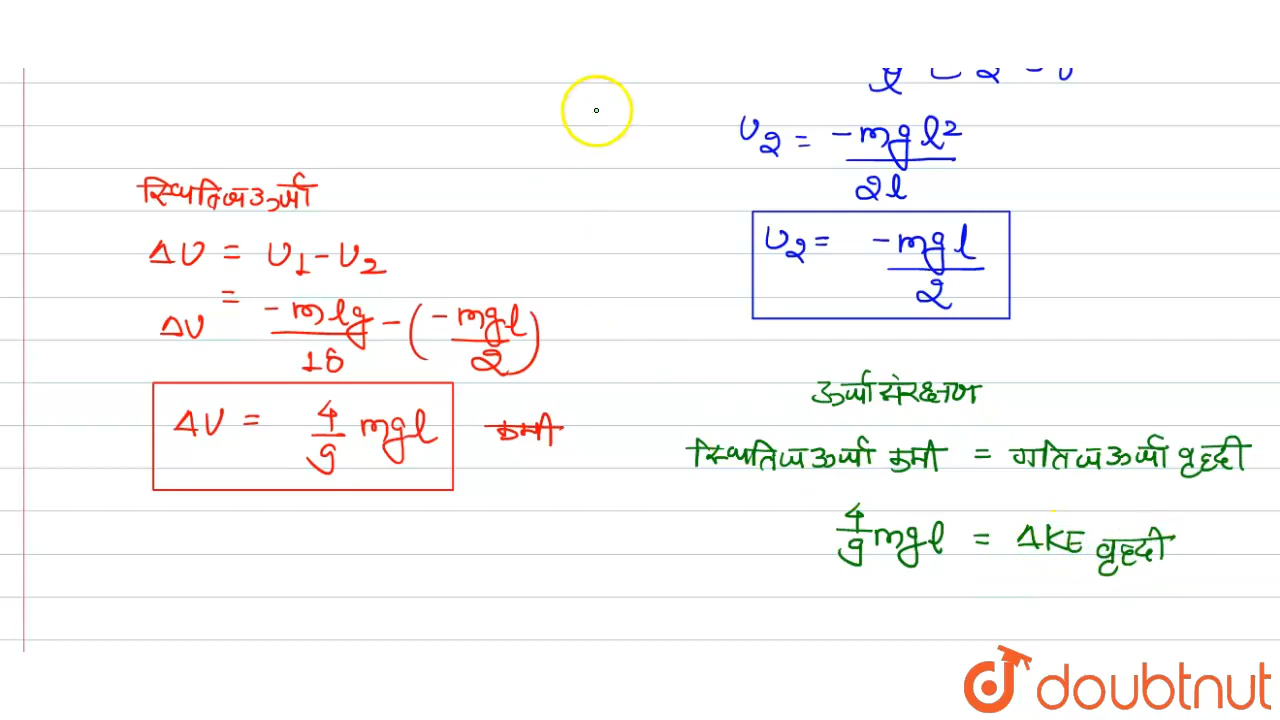 स्थितिज ऊर्जा
ΔU = U1 - U2
=
ΔU -mlg/18 - (-mgl/2)
ΔU = 4/9 mgl कमी
U2 = -mgl²/2l
U2 = -mgl/2
ऊर्जा संरक्षण
स्थितिज ऊर्जा कमी = गतिज ऊर्जा वृद्दी
4/9 mgl = ΔKE वृद्दी
doubtnut